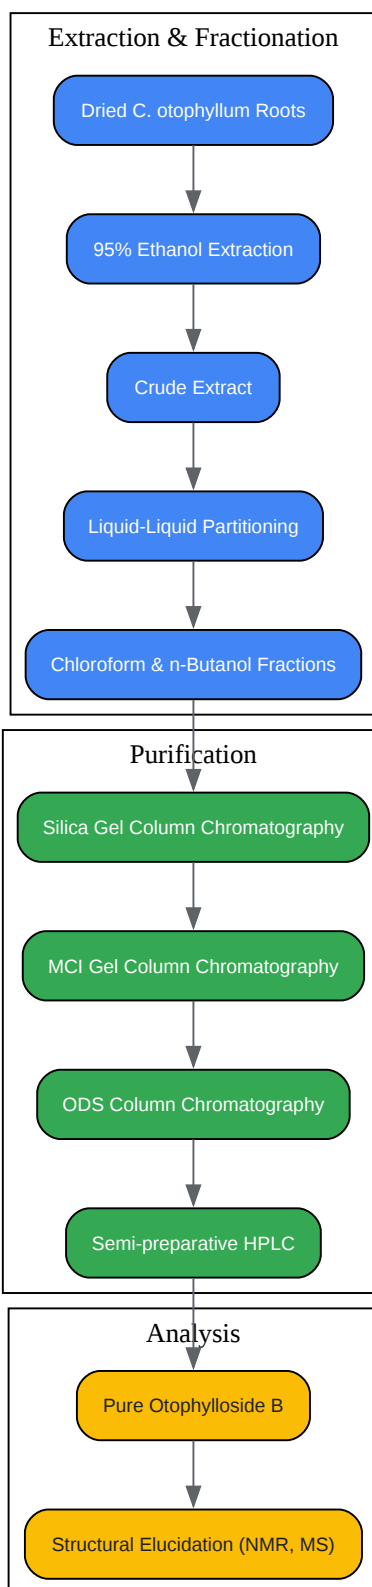 Extraction & Fractionation
Dried C. otophyllum Roots
95% Ethanol Extraction
Crude Extract
Liquid-Liquid Partitioning
Chloroform & n-Butanol Fractions
Purification
Silica Gel Column Chromatography
MCI Gel Column Chromatography
ODS Column Chromatography
Semi-preparative HPLC
Analysis
Pure Otophylloside B
Structural Elucidation (NMR, MS)